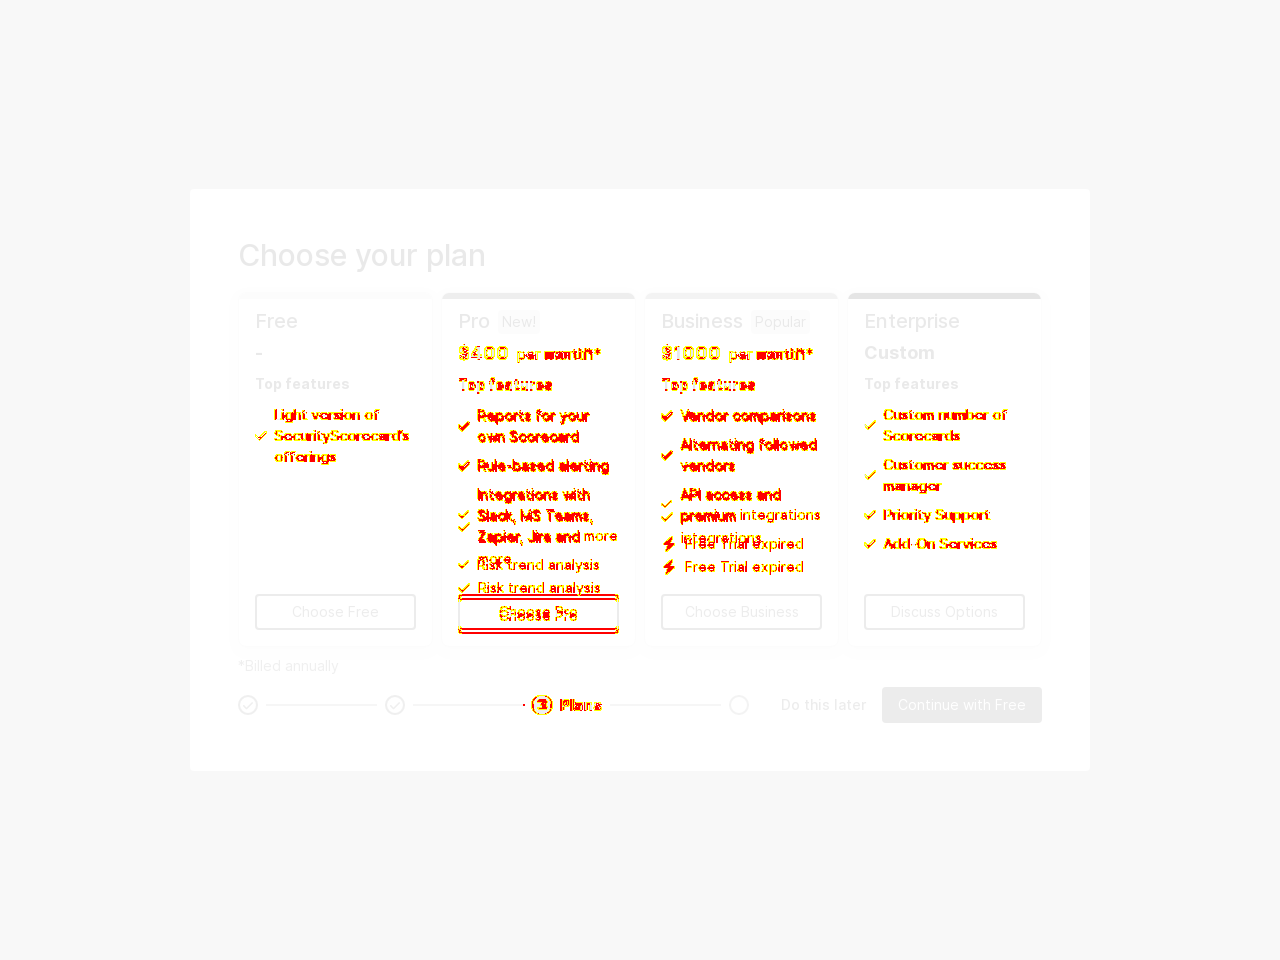 Choose your plan
Free
-
Top features
Light version of
SecurityScorecard's
offerings
Choose Free
Pro New!
$400 per month*
Top features
Reports for your
own Scorecard
Rule-based alerting
Integrations with
Slack, MS Teams,
Zapier, Jira and more
more
Risk trend analysis
Risk trend analysis
Choose Pro
Business Popular
$1000 per month*
Top features
Vendor comparisons
Alternating followed
vendors
API access and
premium integrations
integrations
Free Trial expired
Free Trial expired
Choose Business
Enterprise
Custom
Top features
Custom number of
Scorecards
Customer success
manager
Priority Support
Add-On Services
Discuss Options
*Billed annually
3 Plans
Do this later
Continue with Free